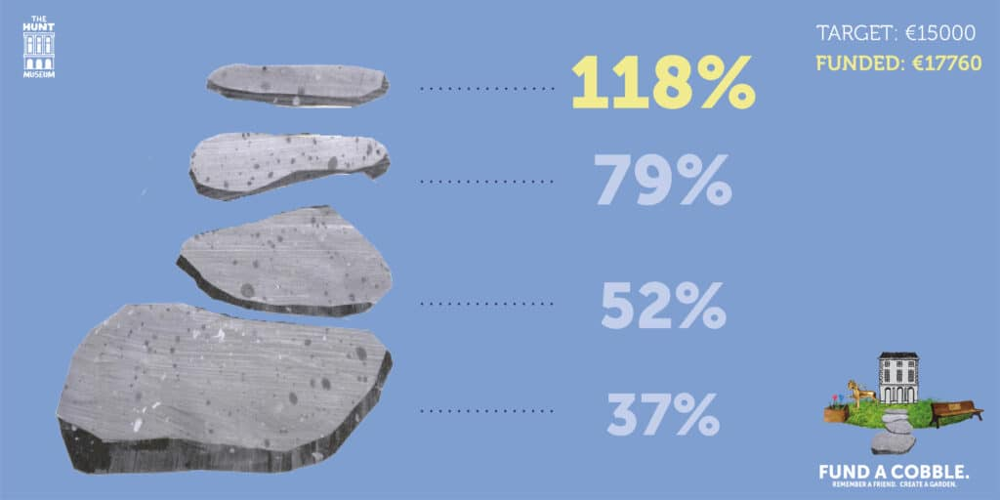 THE
HUNT
MUSEUM
TARGET: €15000
FUNDED: €17760
118%
79%
52%
37%
FUND A COBBLE.
REMEMBER A FRIEND. CREATE A GARDEN.